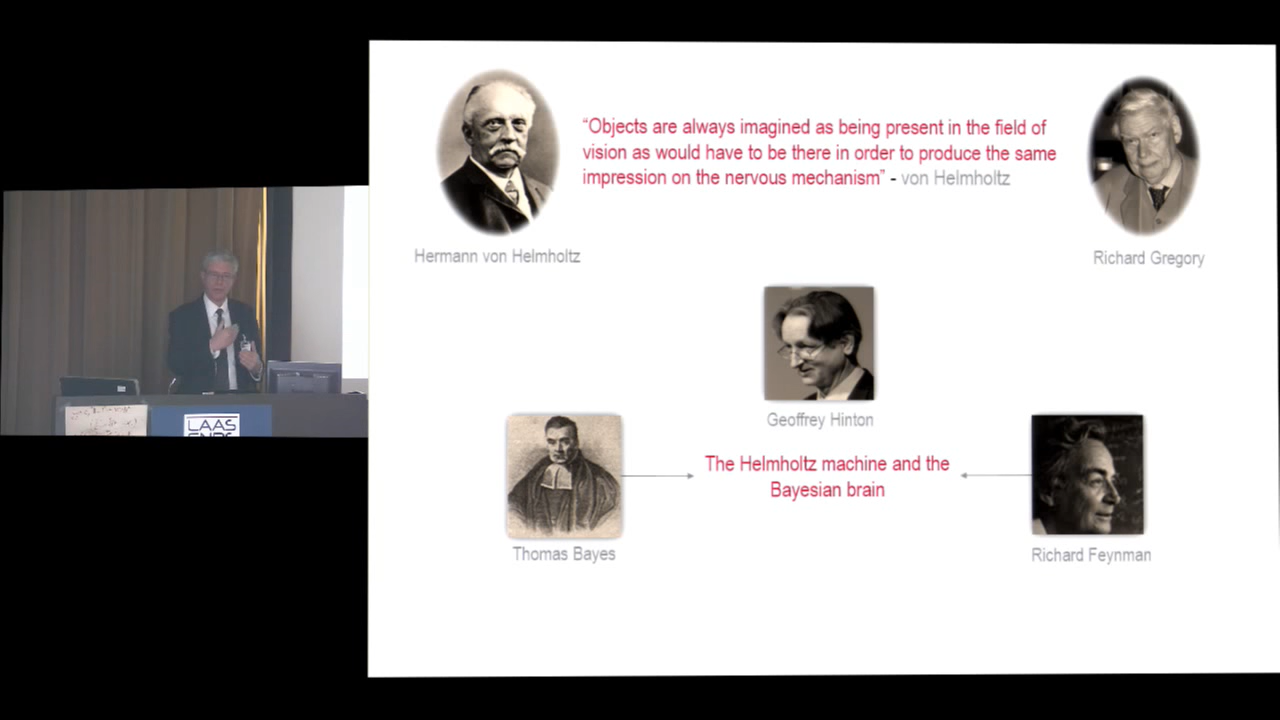 “Objects are always imagined as being present in the field of
vision as would have to be there in order to produce the same
impression on the nervous mechanism” - von Helmholtz
Hermann von Helmholtz
Richard Gregory
Geoffrey Hinton
The Helmholtz machine and the
Bayesian brain
Thomas Bayes
Richard Feynman
LAAS
CNRS